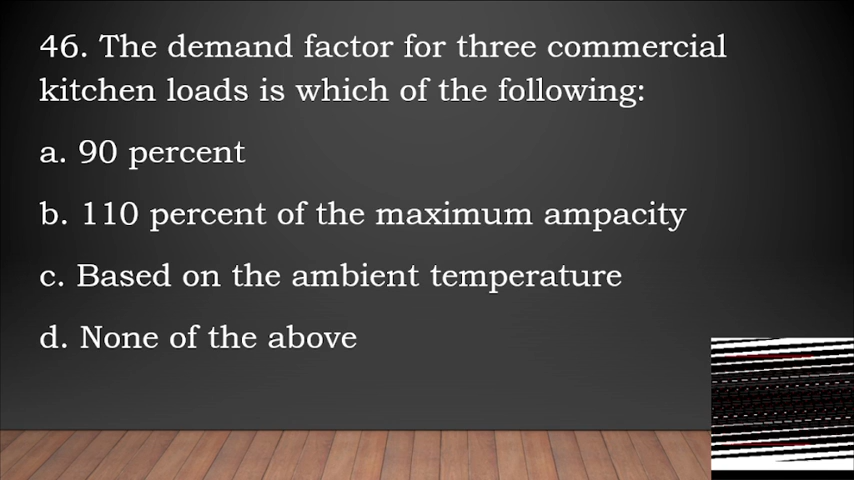 46. The demand factor for three commercial
kitchen loads is which of the following:
a. 90 percent
b. 110 percent of the maximum ampacity
c. Based on the ambient temperature
d. None of the above